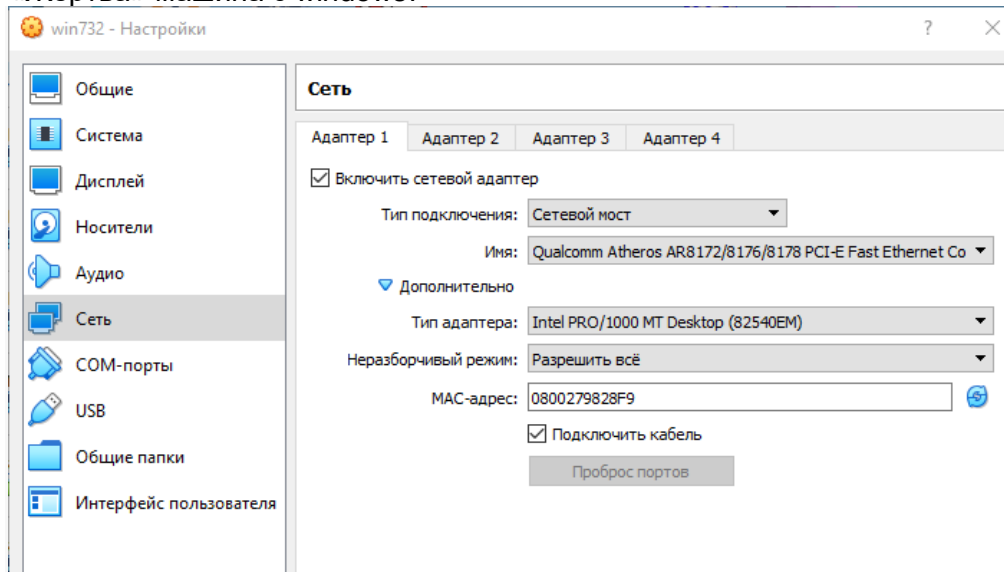 машина с windows.
win732 - Настройки
?
Общие
Система
Дисплей
Носители
Аудио
Сеть
COM-порты
USB
Общие папки
Интерфейс пользователя
Сеть
Адаптер 1 Адаптер 2 Адаптер 3 Адаптер 4
Включить сетевой адаптер
Тип подключения: Сетевой мост
Имя: Qualcomm Atheros AR8172/8176/8178 PCI-E Fast Ethernet Co
Дополнительно
Тип адаптера: Intel PRO/1000 MT Desktop (82540EM)
Неразборчивый режим: Разрешить всё
MAC-адрес: 0800279828F9
Подключить кабель
Проброс портов